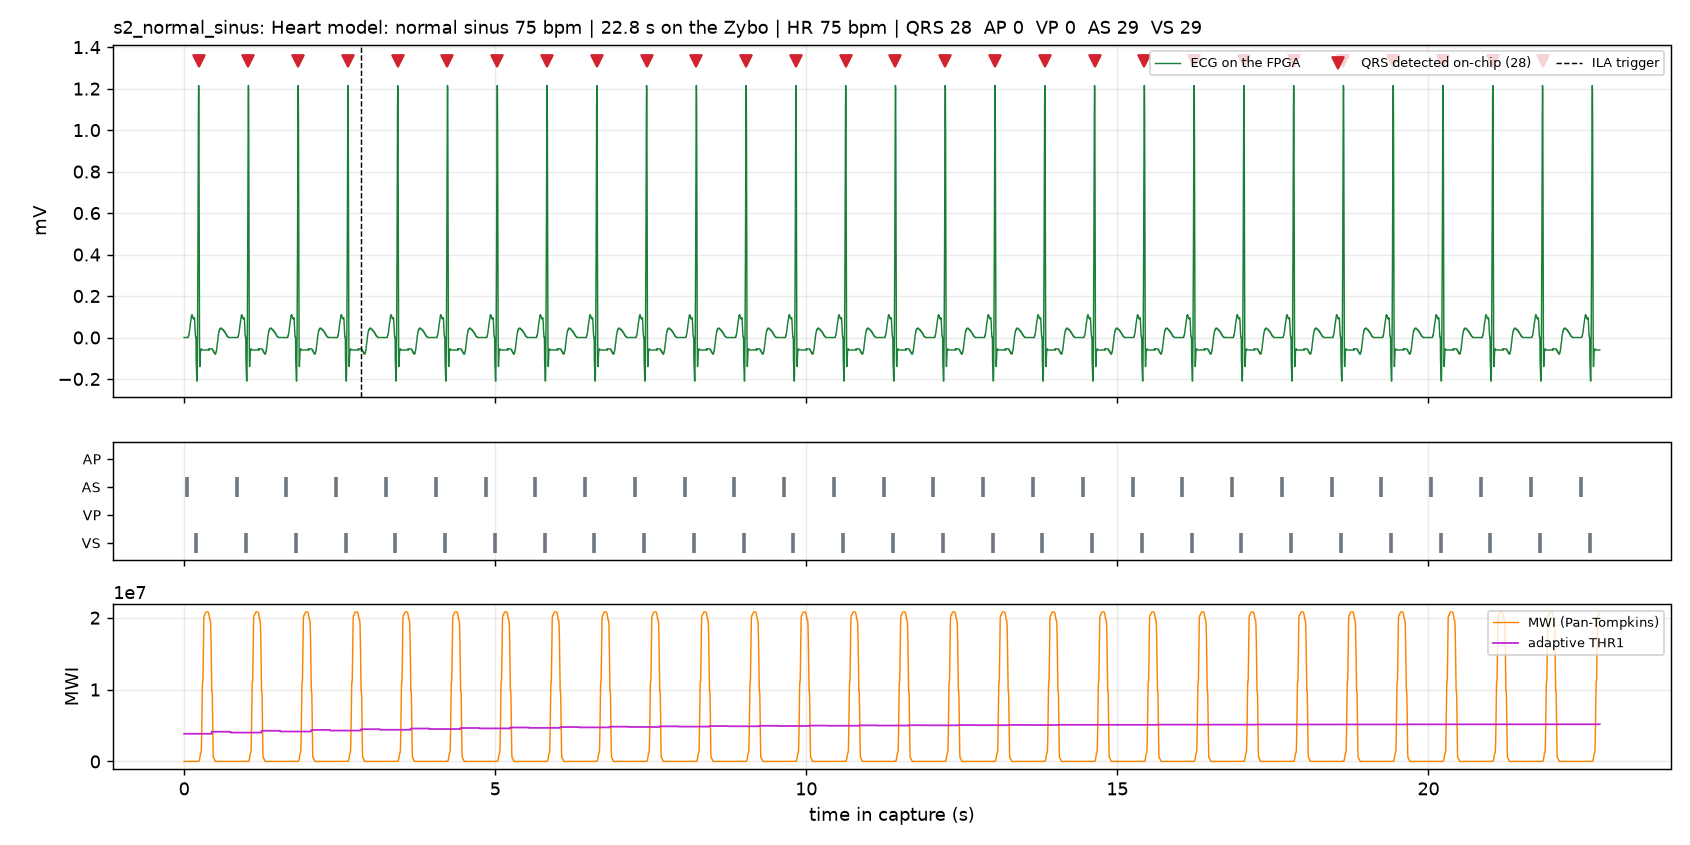 s2_normal_sinus: Heart model: normal sinus 75 bpm | 22.8 s on the Zybo | HR 75 bpm | QRS 28  AP 0  VP 0  AS 29  VS 29
ECG on the FPGA
QRS detected on-chip (28)
ILA trigger
1.4
1.2
1.0
0.8
0.6
0.4
0.2
0.0
−0.2
mV
AP
AS
VP
VS
1e7
MWI (Pan-Tompkins)
adaptive THR1
2
1
0
MWI
0
5
10
15
20
time in capture (s)